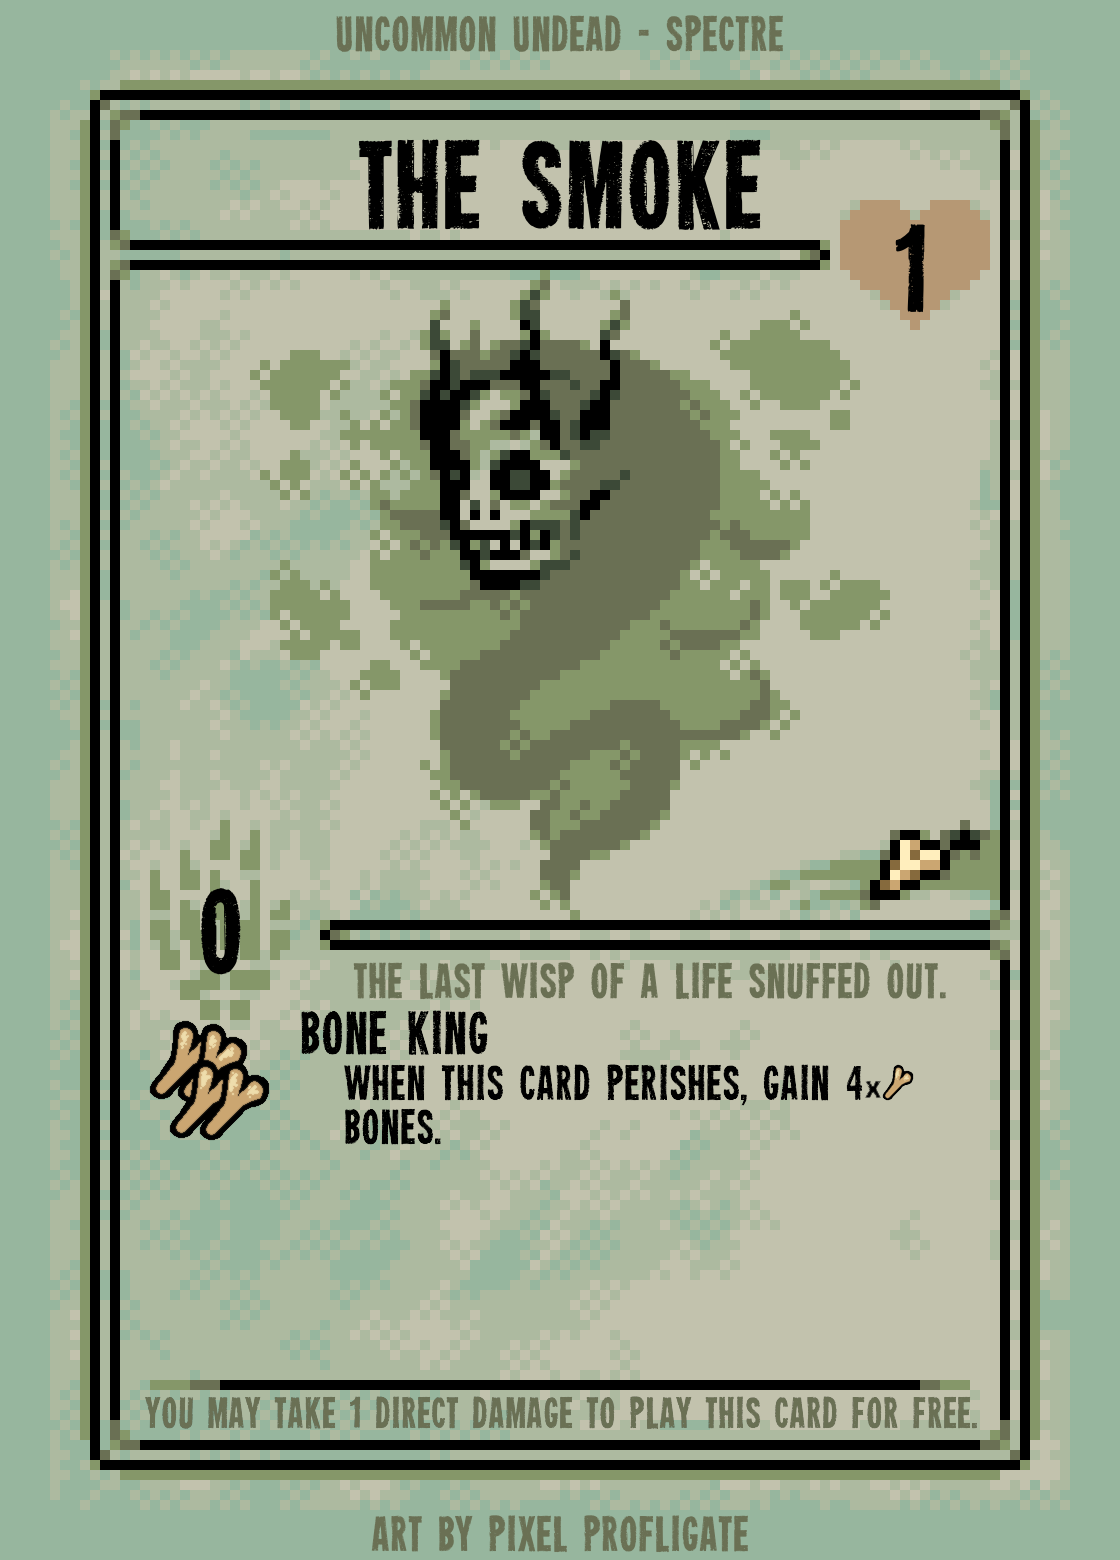 UNCOMMON UNDEAD - SPECTRE
THE SMOKE
1
0
THE LAST WISP OF A LIFE SNUFFED OUT.
BONE KING
WHEN THIS CARD PERISHES, GAIN 4x
BONES.
YOU MAY TAKE 1 DIRECT DAMAGE TO PLAY THIS CARD FOR FREE.
ART BY PIXEL PROFLIGATE